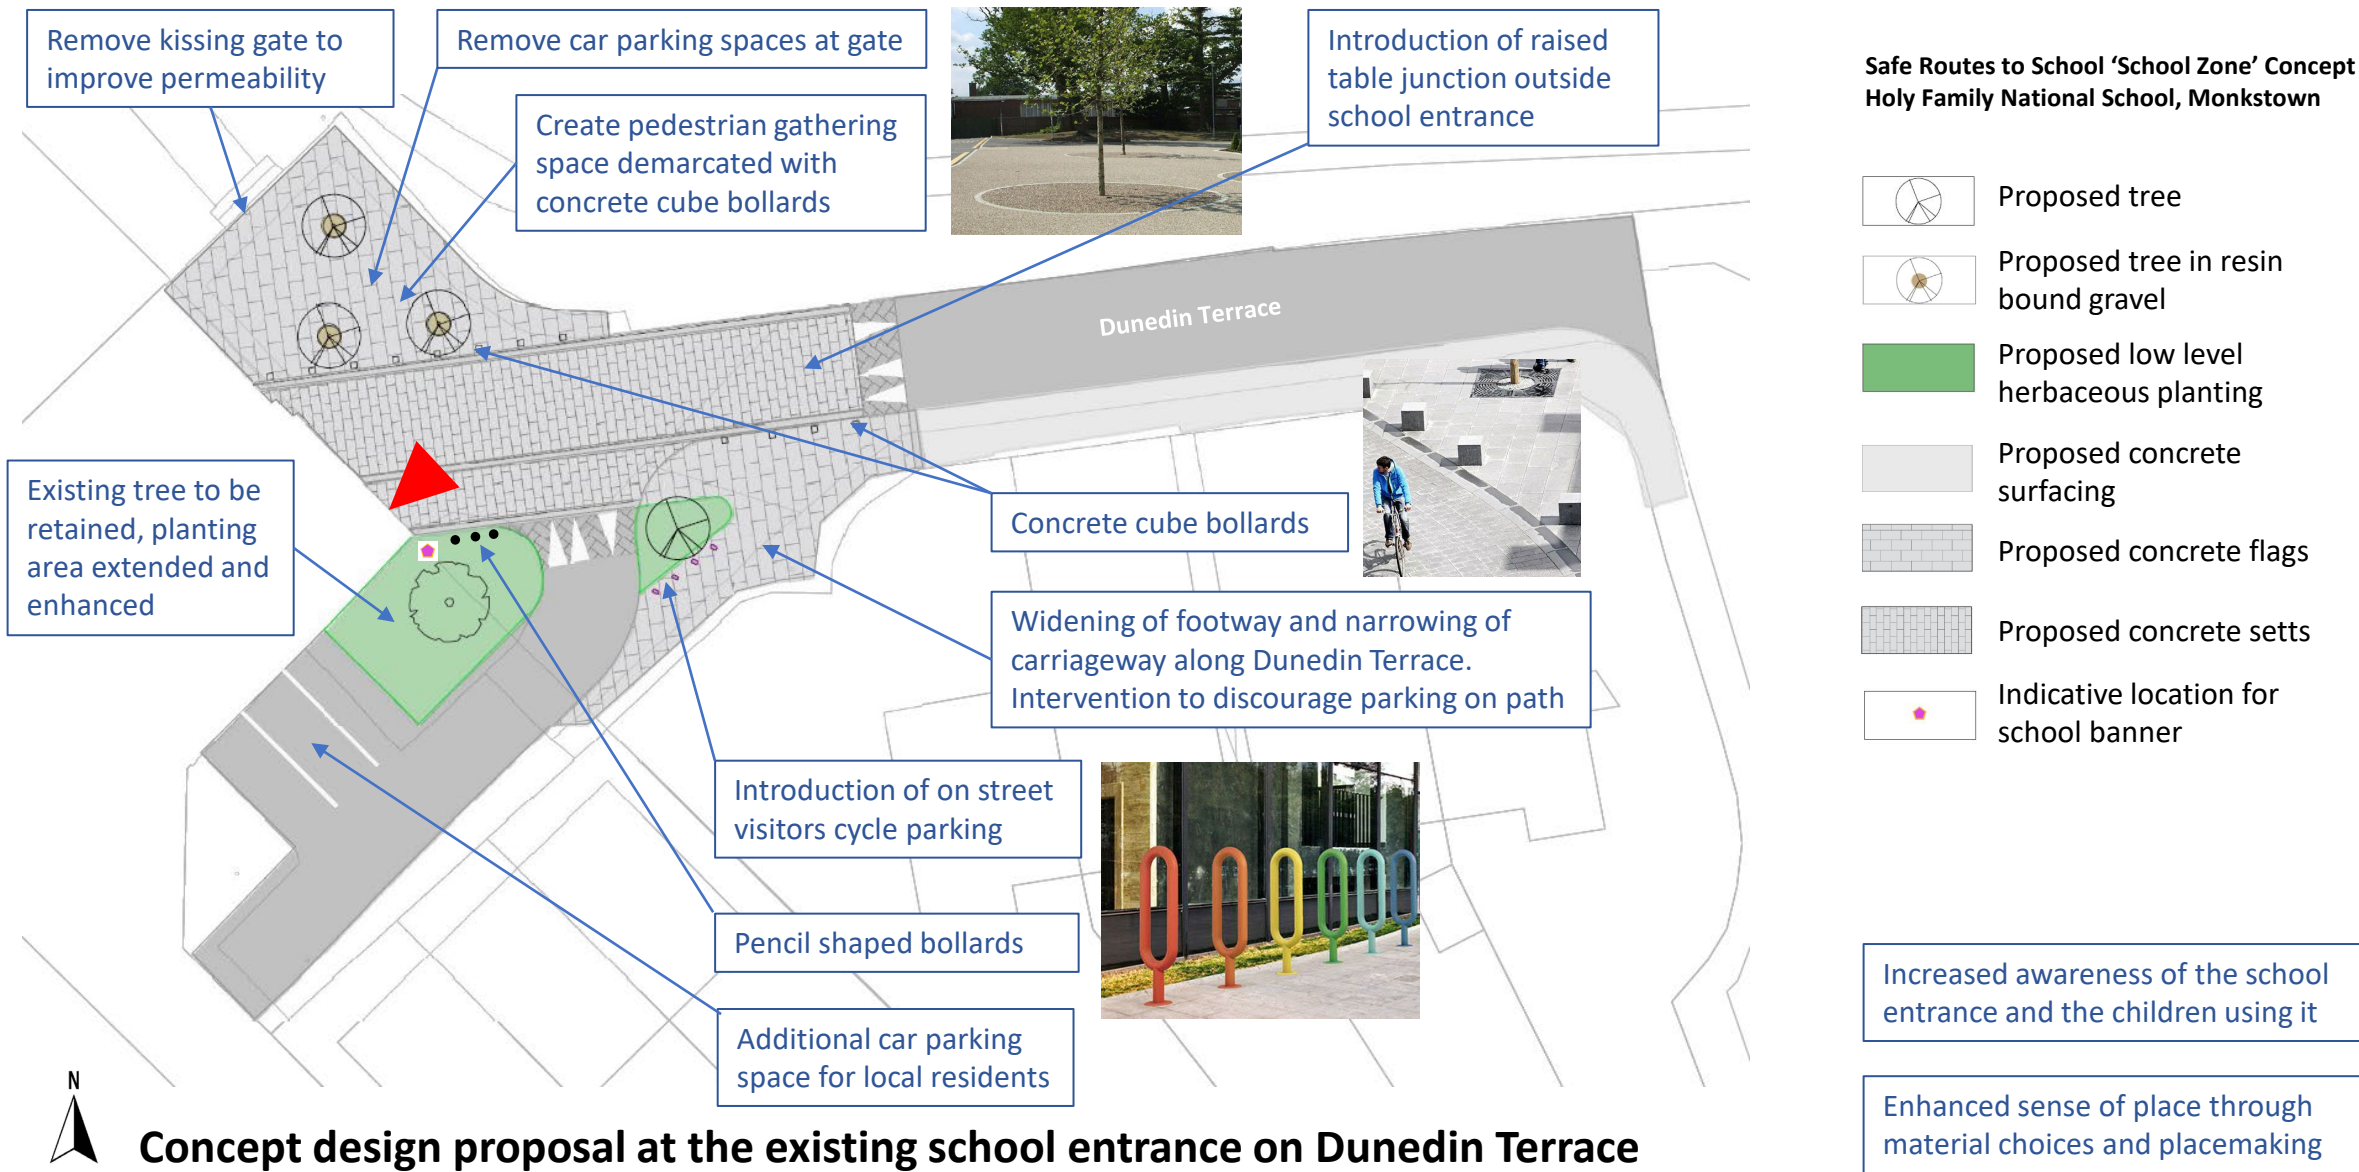 Remove kissing gate to
improve permeability
Remove car parking spaces at gate
Create pedestrian gathering
space demarcated with
concrete cube bollards
Introduction of raised
table junction outside
school entrance
Safe Routes to School ‘School Zone’ Concept
Holy Family National School, Monkstown
Proposed tree
Proposed tree in resin
bound gravel
Proposed low level
herbaceous planting
Proposed concrete
surfacing
Proposed concrete flags
Proposed concrete setts
Indicative location for
school banner
Dunedin Terrace
Existing tree to be
retained, planting
area extended and
enhanced
Concrete cube bollards
Widening of footway and narrowing of
carriageway along Dunedin Terrace.
Intervention to discourage parking on path
Introduction of on street
visitors cycle parking
Pencil shaped bollards
Additional car parking
space for local residents
Increased awareness of the school
entrance and the children using it
Enhanced sense of place through
material choices and placemaking
N
Concept design proposal at the existing school entrance on Dunedin Terrace